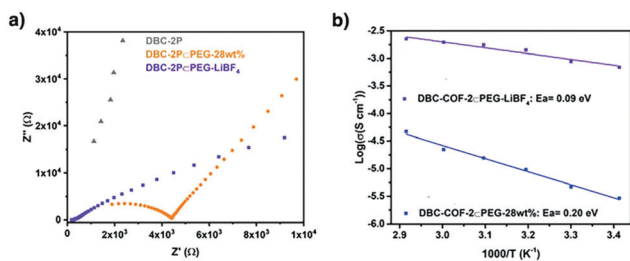 a)
DBC-2P
DBC-2P⊂PEG-28wt%
DBC-2P⊂PEG-LiBF₄
Z'' (Ω)
4x10⁴
3x10⁴
2x10⁴
1x10⁴
0
0 2x10³ 4x10³ 6x10³ 8x10³ 1x10⁴
Z' (Ω)
b)
Log(σ(S cm⁻¹))
-2.5
-3.0
-3.5
-4.0
-4.5
-5.0
-5.5
-6.0
DBC-COF-2⊂PEG-LiBF₄: Ea= 0.09 eV
DBC-COF-2⊂PEG-28wt%: Ea= 0.20 eV
2.9 3.0 3.1 3.2 3.3 3.4
1000/T (K⁻¹)